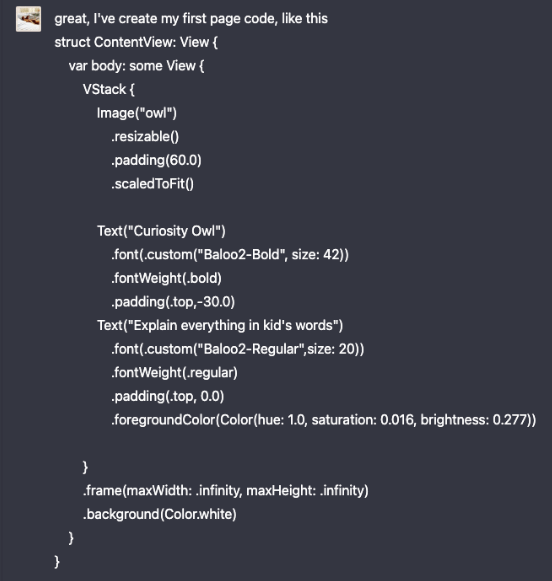 great, I've create my first page code, like this
struct ContentView: View {
var body: some View {
VStack {
Image("owl")
.resizable()
.padding(60.0)
.scaledToFit()
Text("Curiosity Owl")
.font(.custom("Baloo2-Bold", size: 42))
.fontWeight(.bold)
.padding(.top,-30.0)
Text("Explain everything in kid's words")
.font(.custom("Baloo2-Regular",size: 20))
.fontWeight(.regular)
.padding(.top, 0.0)
.foregroundColor(Color(hue: 1.0, saturation: 0.016, brightness: 0.277))
}
.frame(maxWidth: .infinity, maxHeight: .infinity)
.background(Color.white)
}
}